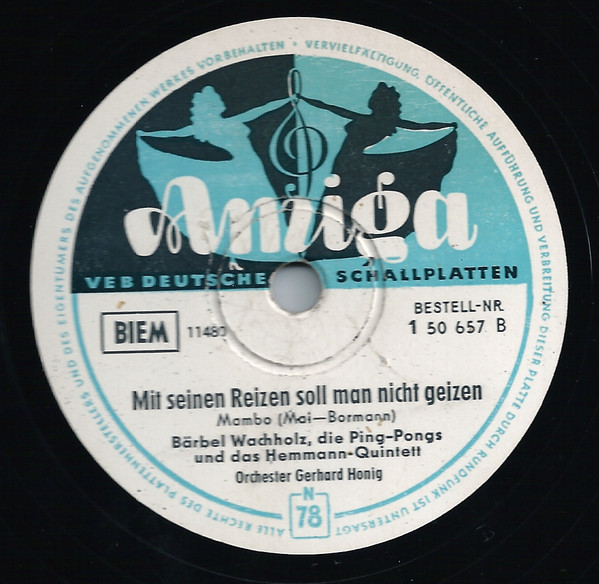 ALLE RECHTE DES PLATTENHERSTELLERS UND DES EIGENTUMERS DES AUFGENOMMENEN WERKES VORBEHALTEN · VERVIELFÄLTIGUNG, ÖFFENTLICHE AUFFÜHRUNG UND VERBREITUNG DIESER PLATTE DURCH RUNDFUNK IST UNTERSAGT
Amiga
VEB DEUTSCHE SCHALLPLATTEN
BIEM
BESTELL-NR.
1 50 657 B
Mit seinen Reizen soll man nicht geizen
Mambo (Mai—Bormann)
Bärbel Wachholz, die Ping-Pongs
und das Hemmann-Quintett
Orchester Gerhard Honig
N
78